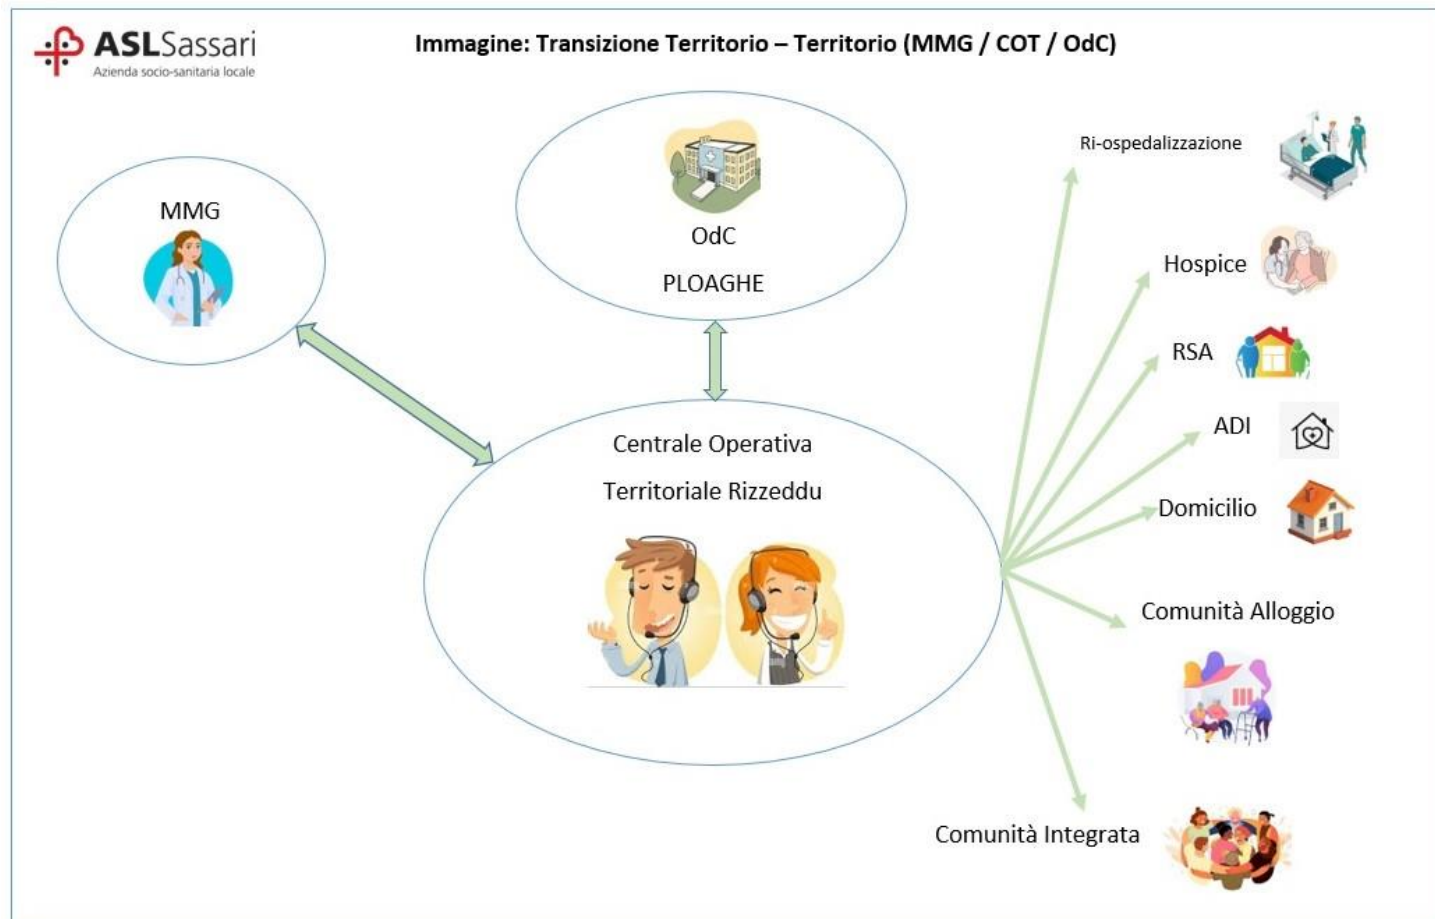 ASLSassari
Azienda socio-sanitaria locale
Immagine: Transizione Territorio – Territorio (MMG / COT / OdC)
MMG
OdC
PLOAGHE
Centrale Operativa
Territoriale Rizzeddu
Ri-ospedalizzazione
Hospice
RSA
ADI
Domicilio
Comunità Alloggio
Comunità Integrata